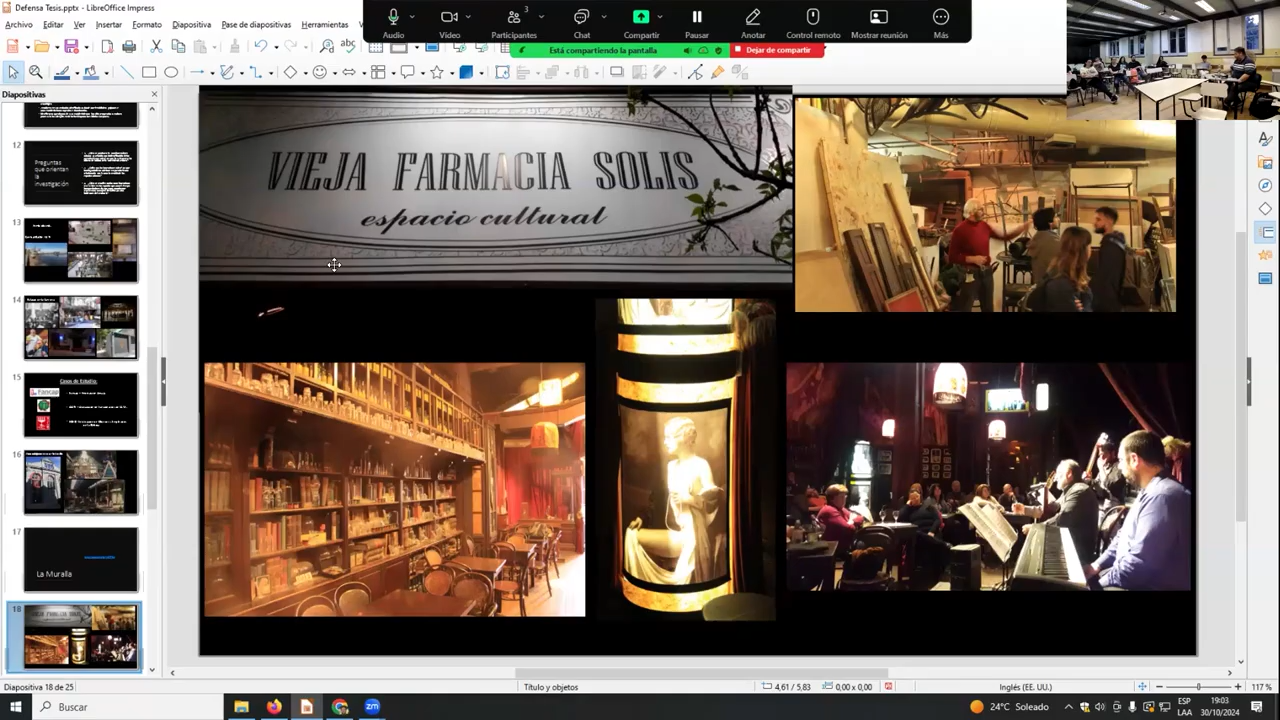 Defensa Tesis.pptx - LibreOffice Impress
Archivo Editar Ver Insertar Formato Diapositiva Pase de diapositivas Herramientas
Audio Vídeo 3 Participantes Chat Compartir Pausar Anotar Control remoto Mostrar reunión Más
Está compartiendo la pantalla Dejar de compartir
Diapositivas
12
Preguntas
que orientan
la
investigación
13
14
15
Casos de Estudio:
16
17
La Muralla
18
VIEJA FARMACIA SOLIS
espacio cultural
Diapositiva 18 de 25 Título y objetos 4,61 / 5,83 0,00 x 0,00 Inglés (EE. UU.) 117 %
Buscar 24°C Soleado ESP 19:03
LAA 30/10/2024